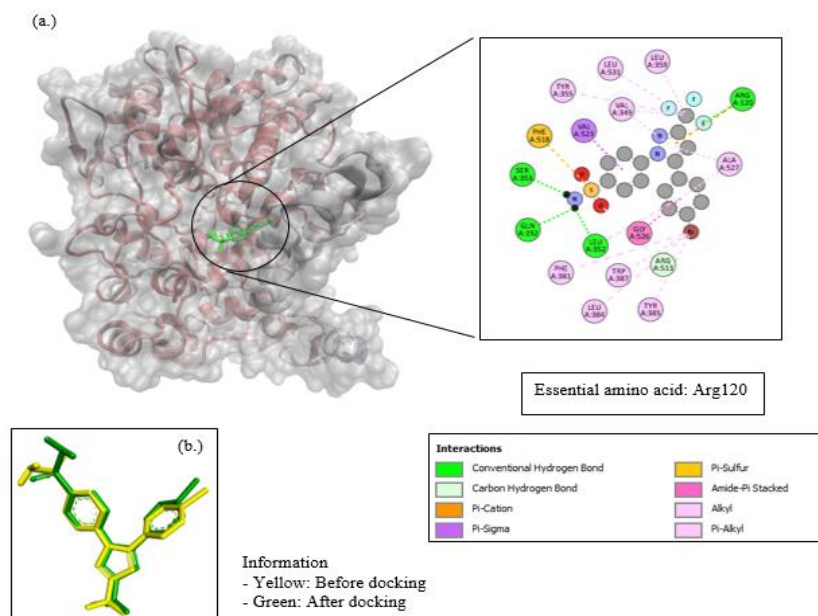 (a.)
LEU
A:531
LEU
A:359
TYR
A:355
VAL
A:349
F
F
F
ARG
A:120
PHE
A:518
VAL
A:523
N
N
ALA
A:527
SER
A:353
O
S
N
O
GLN
A:192
LEU
A:352
GLY
A:526
Br
ARG
A:513
PHE
A:381
TRP
A:387
LEU
A:384
TYR
A:385
Essential amino acid: Arg120
(b.)
Information
- Yellow: Before docking
- Green: After docking
Interactions
Conventional Hydrogen Bond
Carbon Hydrogen Bond
Pi-Cation
Pi-Sigma
Pi-Sulfur
Amide-Pi Stacked
Alkyl
Pi-Alkyl